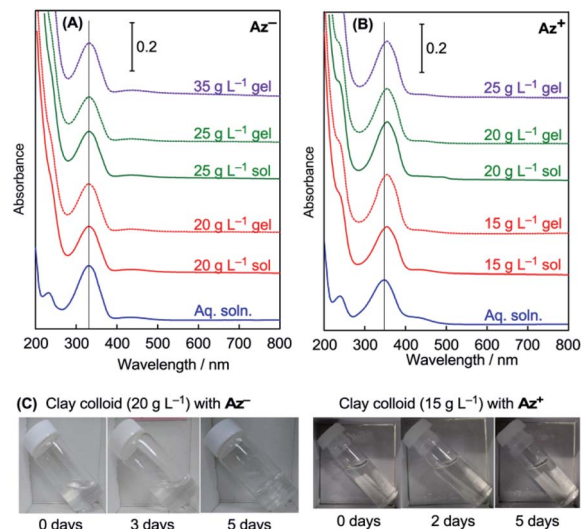 (A)
Az−
0.2
35 g L−1 gel
25 g L−1 gel
25 g L−1 sol
20 g L−1 gel
20 g L−1 sol
Aq. soln.
Absorbance
200 300 400 500 600 700 800
Wavelength / nm
(B)
Az+
0.2
25 g L−1 gel
20 g L−1 gel
20 g L−1 sol
15 g L−1 gel
15 g L−1 sol
Aq. soln.
Absorbance
200 300 400 500 600 700 800
Wavelength / nm
(C) Clay colloid (20 g L−1) with Az−
0 days 3 days 5 days
Clay colloid (15 g L−1) with Az+
0 days 2 days 5 days